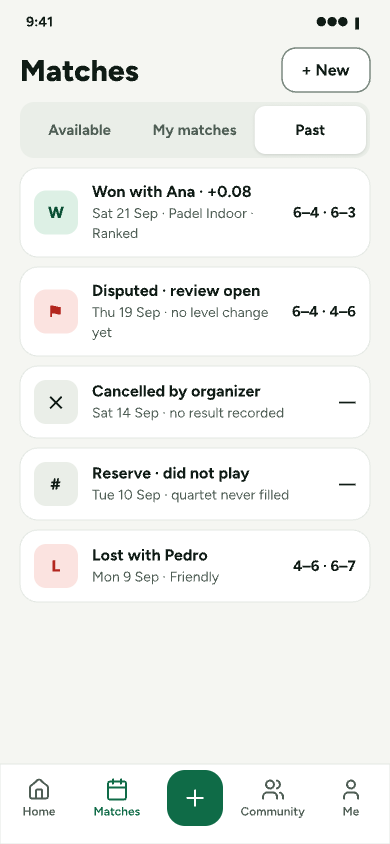 9:41
Matches
+ New
Available
My matches
Past
W
Won with Ana · +0.08
Sat 21 Sep · Padel Indoor ·
Ranked
6–4 · 6–3
Disputed · review open
Thu 19 Sep · no level change
yet
6–4 · 4–6
Cancelled by organizer
Sat 14 Sep · no result recorded
—
#
Reserve · did not play
Tue 10 Sep · quartet never filled
—
L
Lost with Pedro
Mon 9 Sep · Friendly
4–6 · 6–7
Home
Matches
Community
Me